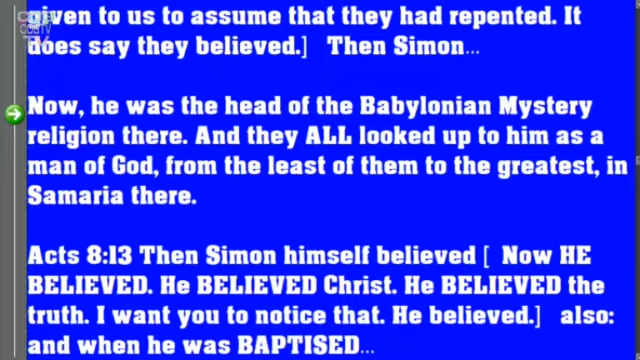 given to us to assume that they had repented. It
does say they believed.]   Then Simon...
Now, he was the head of the Babylonian Mystery
religion there. And they ALL looked up to him as a
man of God, from the least of them to the greatest, in
Samaria there.
Acts 8:13 Then Simon himself believed [  Now HE
BELIEVED. He BELIEVED Christ. He BELIEVED the
truth. I want you to notice that. He believed.]   also:
and when he was BAPTISED...